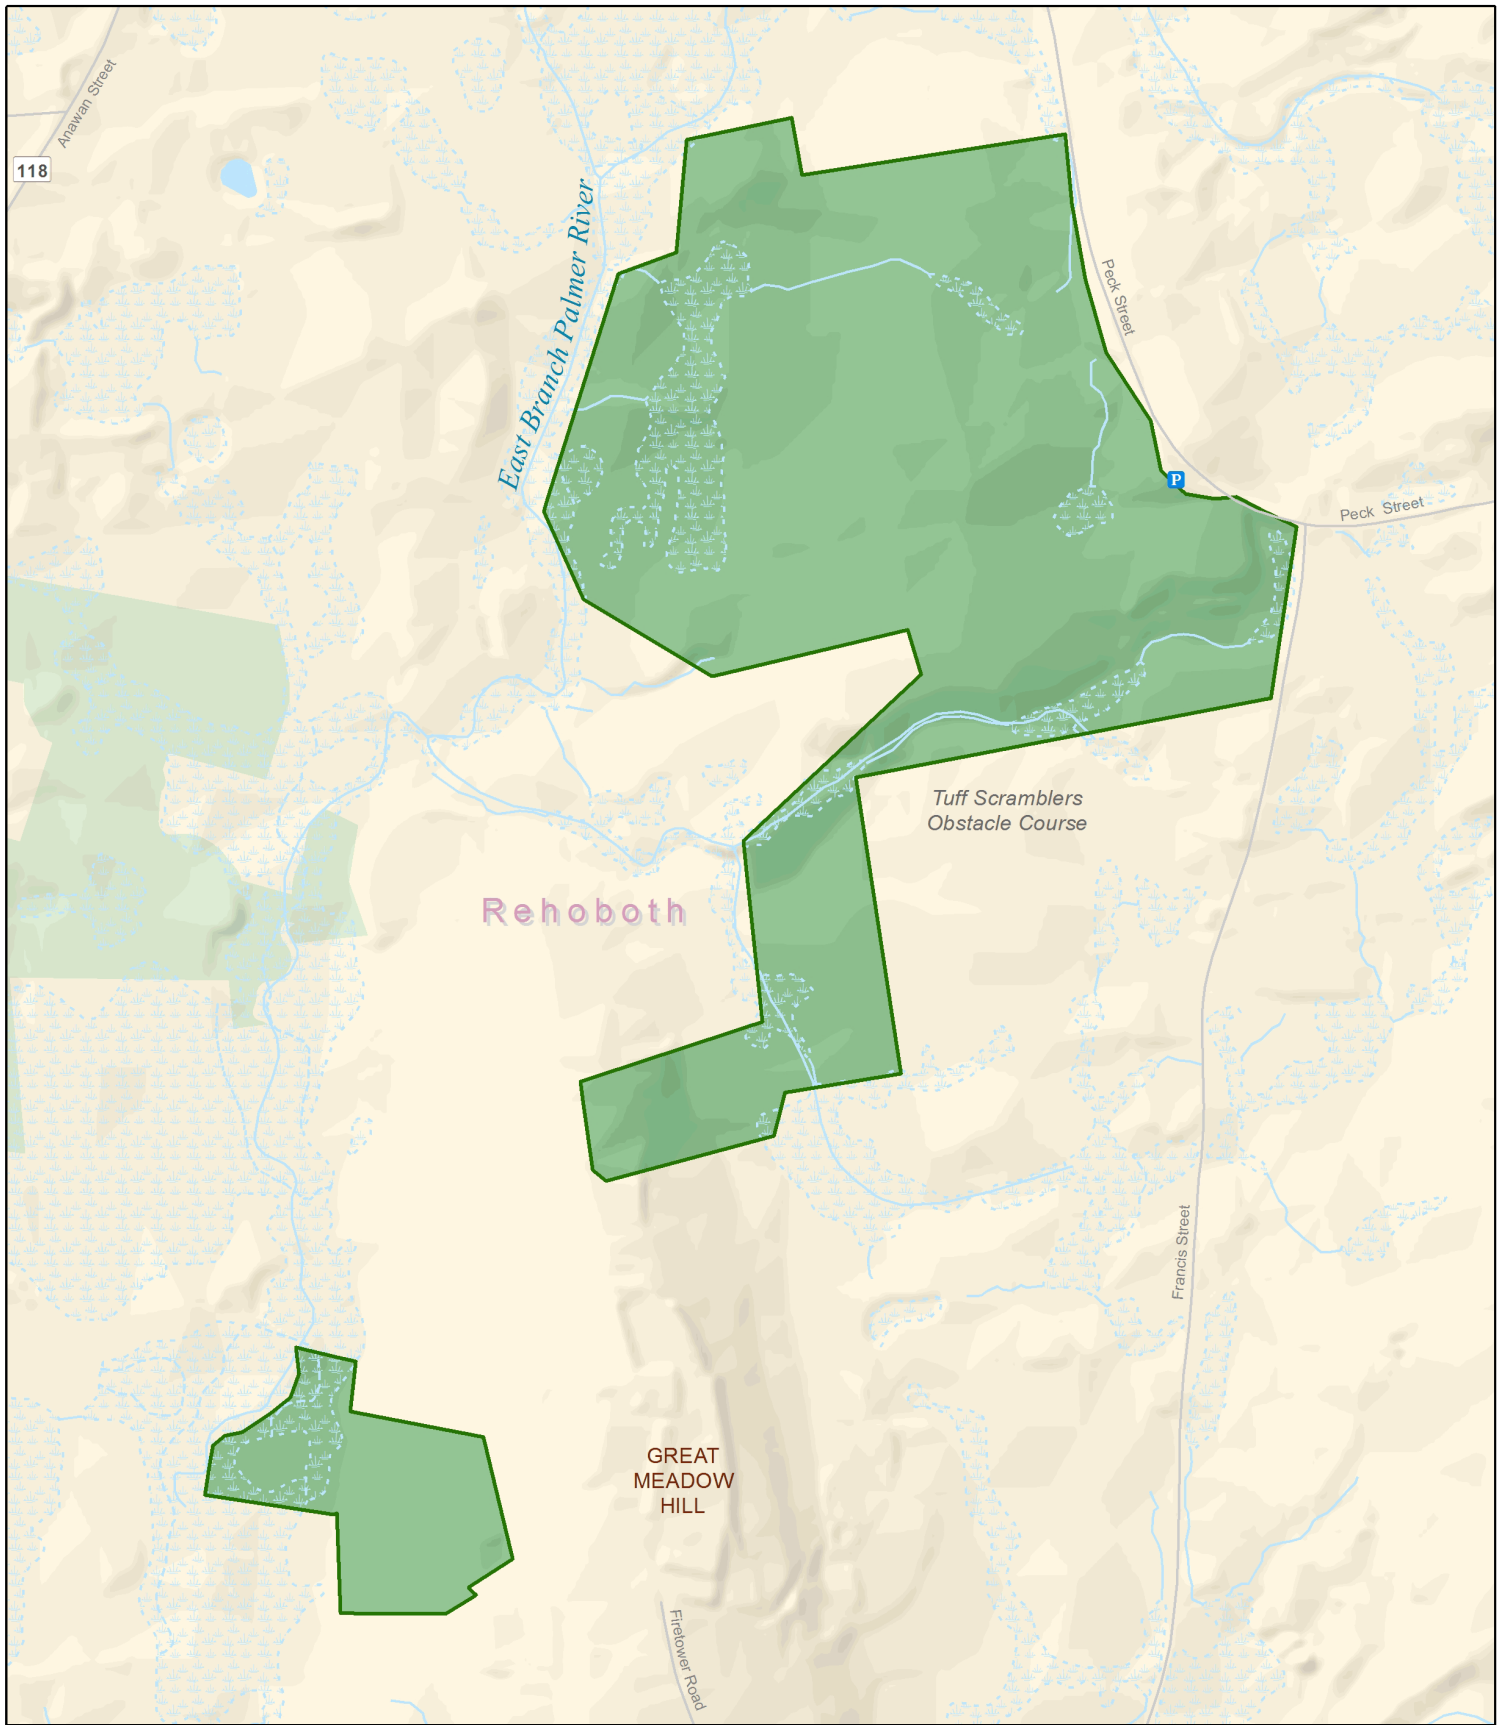 Anawan Street
118
East Branch Palmer River
Peck Street
P
Peck Street
Tuff Scramblers
Obstacle Course
Rehoboth
Francis Street
GREAT
MEADOW
HILL
Firetower Road